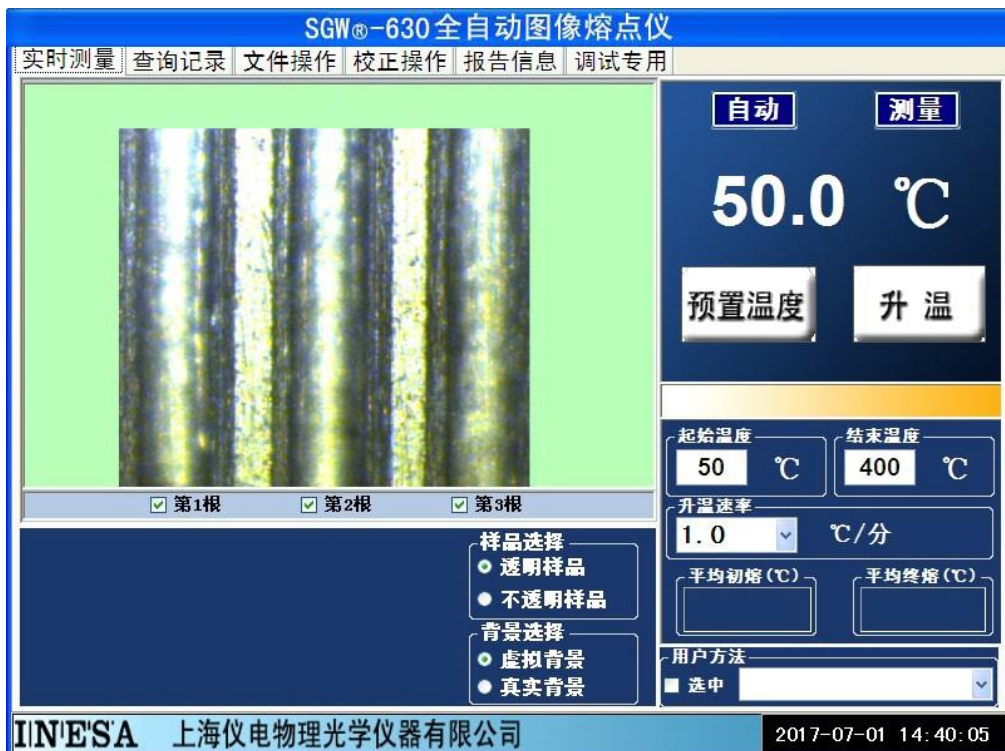 SGW®-630全自动图像熔点仪
实时测量 查询记录 文件操作 校正操作 报告信息 调试专用
自动 测量
50.0 ℃
预置温度 升 温
起始温度 结束温度
50 ℃ 400 ℃
升温速率
1.0 ℃/分
平均初熔(℃) 平均终熔(℃)
用户方法
选中
第1根 第2根 第3根
样品选择
透明样品
不透明样品
背景选择
虚拟背景
真实背景
INESA 上海仪电物理光学仪器有限公司 2017-07-01 14:40:05